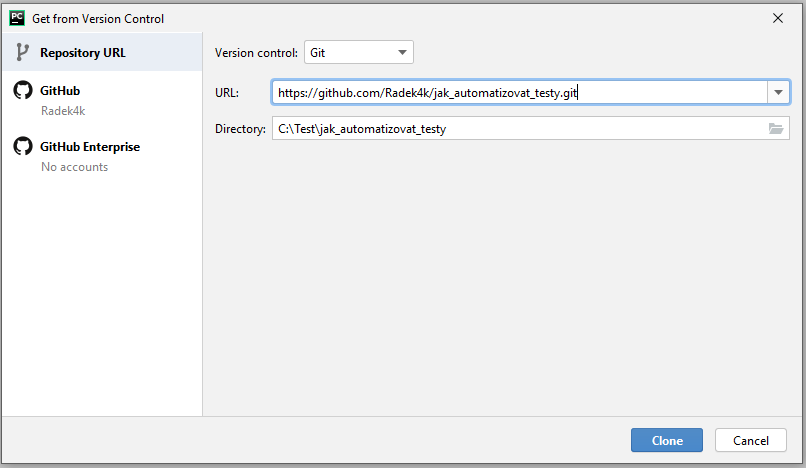 PC
Get from Version Control
Repository URL
GitHub
Radek4k
GitHub Enterprise
No accounts
Version control: Git
URL: https://github.com/Radek4k/jak_automatizovat_testy.git
Directory: C:\Test\jak_automatizovat_testy
Clone
Cancel